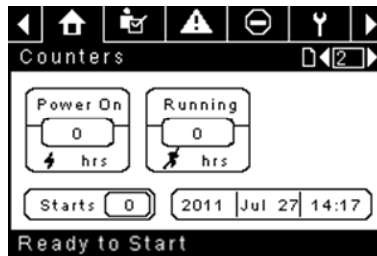 Counters 2
Power On Running
0 0
hrs hrs
Starts 0 2011 Jul 27 14:17
Ready to Start